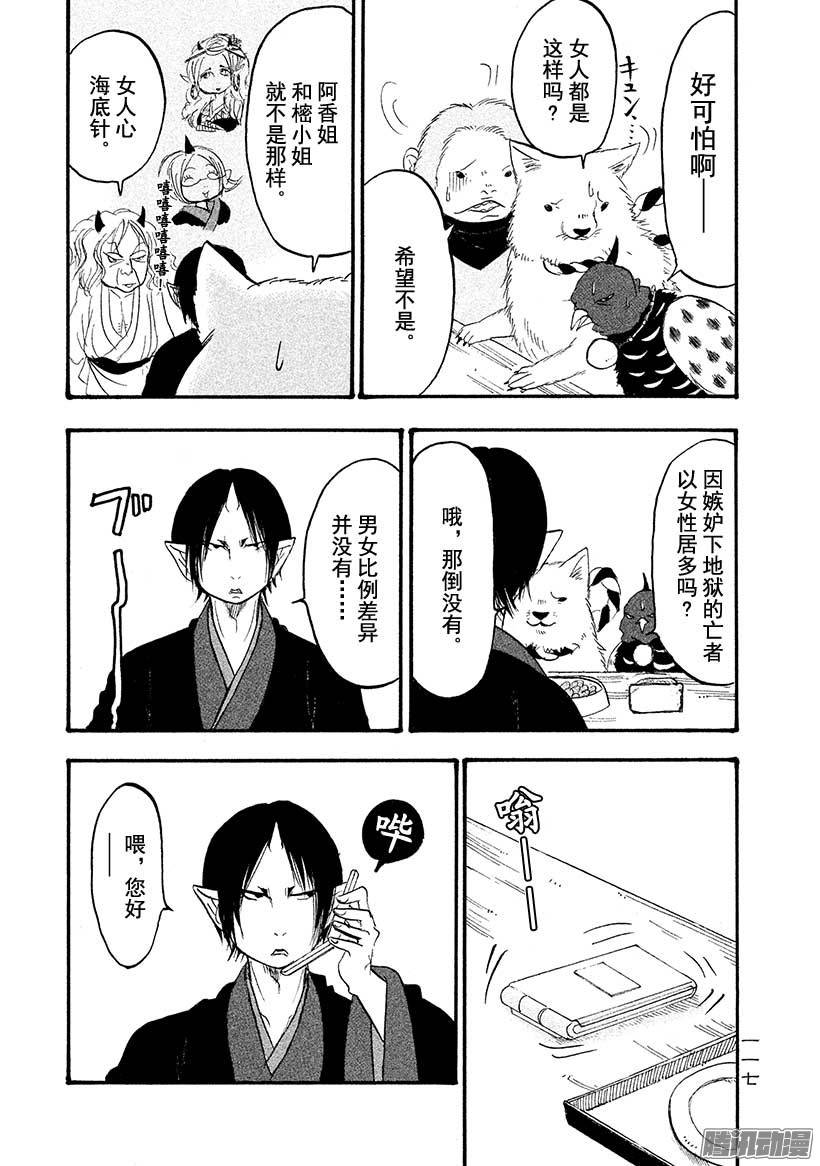 好可怕啊——
女人都是
这样吗？
キュン…
希望不是。
阿香姐
和樒小姐
就不是那样。
女人心
海底针。
嘻嘻嘻嘻嘻嘻！
因嫉妒下地狱的亡者
以女性居多吗？
哦，那倒没有。
男女比例差异
并没有……
ブーー
嗡———
哔
——喂，您好
一一七
腾讯动漫